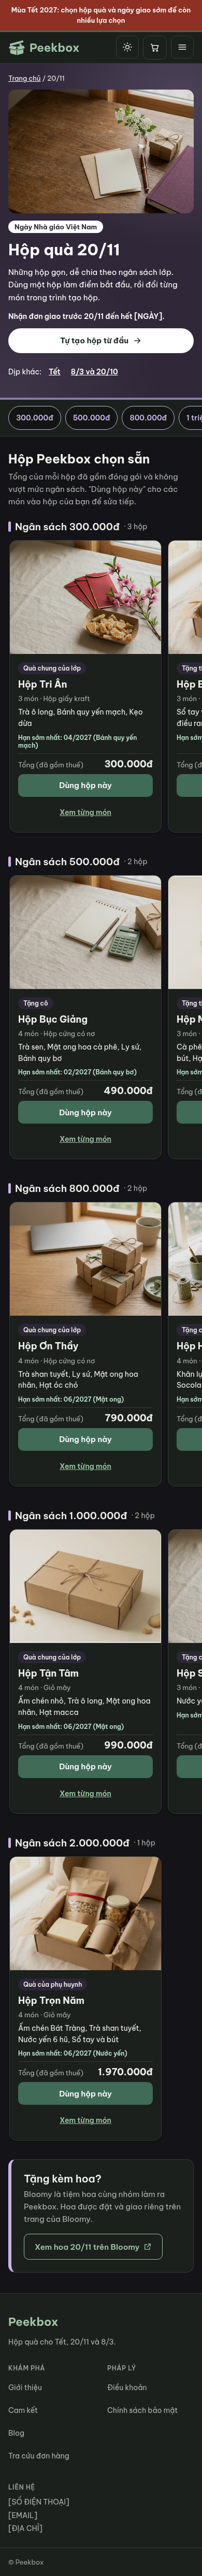 Mùa Tết 2027: chọn hộp quà và ngày giao sớm để còn
nhiều lựa chọn
Peekbox
Trang chủ / 20/11
Ngày Nhà giáo Việt Nam
Hộp quà 20/11
Những hộp gọn, dễ chia theo ngân sách lớp.
Dùng một hộp làm điểm bắt đầu, rồi đổi từng
món trong trình tạo hộp.
Nhận đơn giao trước 20/11 đến hết [NGÀY].
Tự tạo hộp từ đầu →
Dịp khác: Tết 8/3 và 20/10
300.000đ 500.000đ 800.000đ 1 triệ
Hộp Peekbox chọn sẵn
Tổng của mỗi hộp đã gồm đóng gói và không
vượt mức ngân sách. "Dùng hộp này" cho các
món vào hộp của bạn để sửa tiếp.
Ngân sách 300.000đ · 3 hộp
Quà chung của lớp
Hộp Tri Ân
3 món · Hộp giấy kraft
Trà ô long, Bánh quy yến mạch, Kẹo
dừa
Hạn sớm nhất: 04/2027 (Bánh quy yến
mạch)
Tổng (đã gồm thuế) 300.000đ
Dùng hộp này
Xem từng món
Tặng th
Hộp B
3 món ·
Sổ tay
điều ran
Hạn sớm
Tổng (đ
Ngân sách 500.000đ · 2 hộp
Tặng cô
Hộp Bục Giảng
4 món · Hộp cứng có nơ
Trà sen, Mật ong hoa cà phê, Ly sứ,
Bánh quy bơ
Hạn sớm nhất: 02/2027 (Bánh quy bơ)
Tổng (đã gồm thuế) 490.000đ
Dùng hộp này
Xem từng món
Tặng th
Hộp M
3 món ·
Cà phê
bút, Hạ
Hạn sớm
Tổng (đ
Ngân sách 800.000đ · 2 hộp
Quà chung của lớp
Hộp Ơn Thầy
4 món · Hộp cứng có nơ
Trà shan tuyết, Ly sứ, Mật ong hoa
nhãn, Hạt óc chó
Hạn sớm nhất: 06/2027 (Mật ong)
Tổng (đã gồm thuế) 790.000đ
Dùng hộp này
Xem từng món
Tặng c
Hộp H
4 món ·
Khăn lụ
Socola
Hạn sớm
Tổng (đ
Ngân sách 1.000.000đ · 2 hộp
Quà chung của lớp
Hộp Tận Tâm
4 món · Giỏ mây
Ấm chén nhỏ, Trà ô long, Mật ong hoa
nhãn, Hạt macca
Hạn sớm nhất: 06/2027 (Mật ong)
Tổng (đã gồm thuế) 990.000đ
Dùng hộp này
Xem từng món
Tặng c
Hộp S
3 món ·
Nước y
Hạn sớm
Tổng (đ
Ngân sách 2.000.000đ · 1 hộp
Quà của phụ huynh
Hộp Trọn Năm
4 món · Giỏ mây
Ấm chén Bát Tràng, Trà shan tuyết,
Nước yến 6 hũ, Sổ tay và bút
Hạn sớm nhất: 06/2027 (Nước yến)
Tổng (đã gồm thuế) 1.970.000đ
Dùng hộp này
Xem từng món
Tặng kèm hoa?
Bloomy là tiệm hoa cùng nhóm làm ra
Peekbox. Hoa được đặt và giao riêng trên
trang của Bloomy.
Xem hoa 20/11 trên Bloomy
Peekbox
Hộp quà cho Tết, 20/11 và 8/3.
KHÁM PHÁ
Giới thiệu
Cam kết
Blog
Tra cứu đơn hàng
PHÁP LÝ
Điều khoản
Chính sách bảo mật
LIÊN HỆ
[SỐ ĐIỆN THOẠI]
[EMAIL]
[ĐỊA CHỈ]
© Peekbox